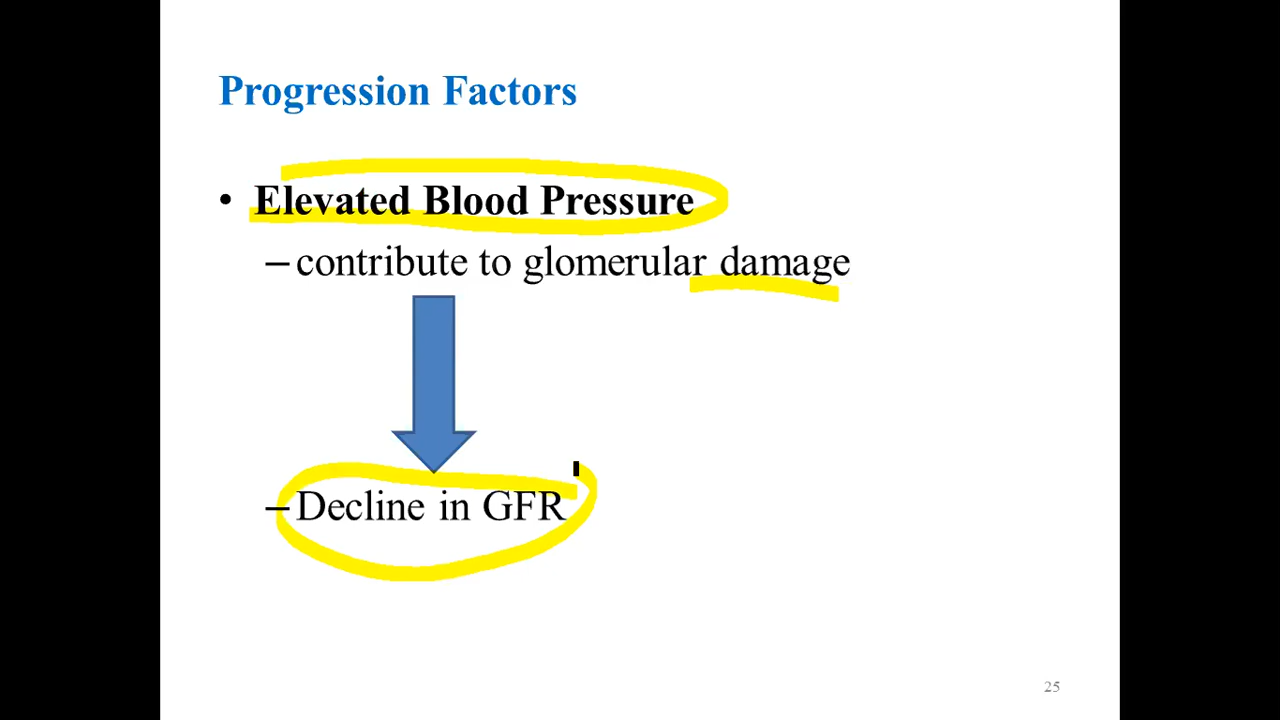 Progression Factors
• Elevated Blood Pressure
–contribute to glomerular damage
–Decline in GFR
25